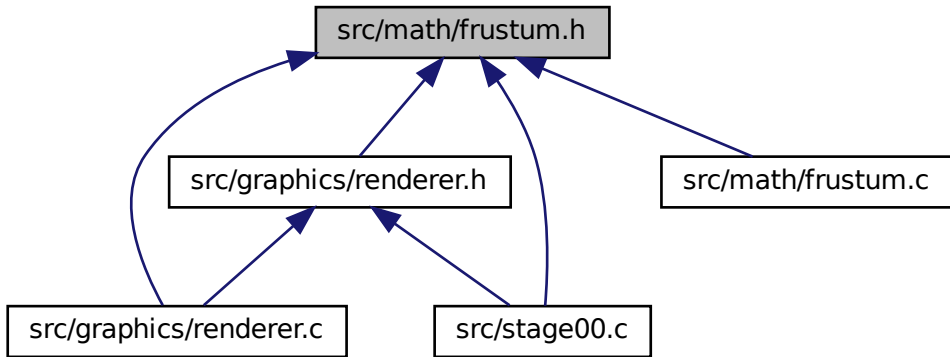 src/math/frustum.h
src/graphics/renderer.h
src/math/frustum.c
src/graphics/renderer.c
src/stage00.c